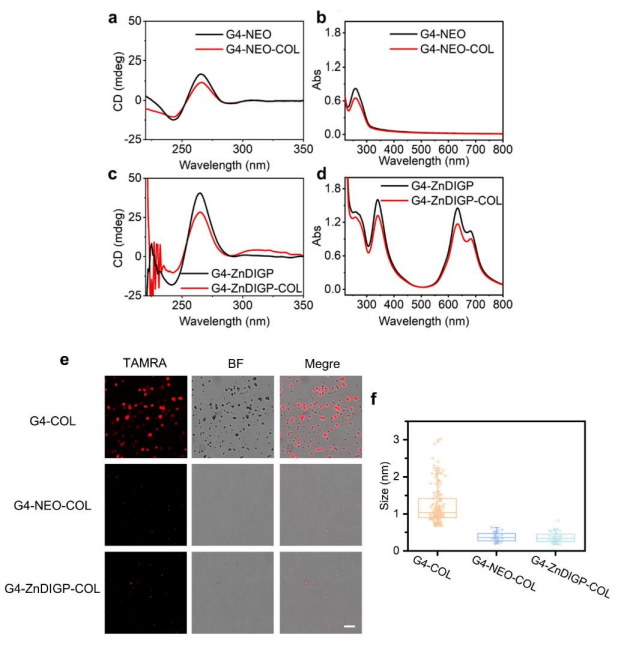 a
50
25
0
-25
CD (mdeg)
G4-NEO
G4-NEO-COL
250
300
350
Wavelength (nm)
b
1.8
1.2
0.6
0.0
Abs
G4-NEO
G4-NEO-COL
300 400 500 600 700 800
Wavelength (nm)
c
50
25
0
-25
CD (mdeg)
G4-ZnDIGP
G4-ZnDIGP-COL
250
300
350
Wavelength (nm)
d
1.8
1.2
0.6
0.0
Abs
G4-ZnDIGP
G4-ZnDIGP-COL
300 400 500 600 700 800
Wavelength (nm)
e
TAMRA BF Megre
G4-COL
G4-NEO-COL
G4-ZnDIGP-COL
f
3
2
1
0
Size (nm)
G4-COL
G4-NEO-COL
G4-ZnDIGP-COL